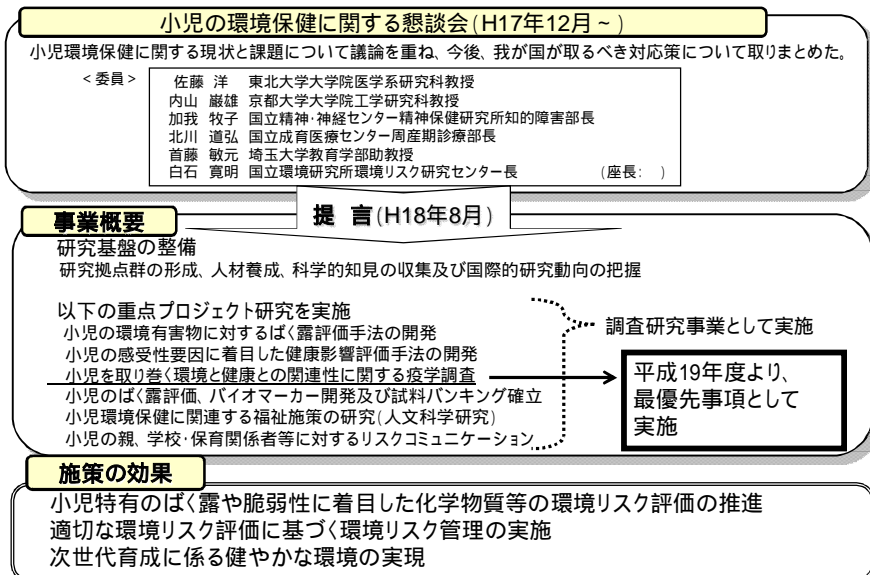 小児の環境保健に関する懇談会(H17年12月~)
小児環境保健に関する現状と課題について議論を重ね、今後、我が国が取るべき対応策について取りまとめた。
<委員>
佐藤 洋 東北大学大学院医学系研究科教授
内山 巌雄 京都大学大学院工学研究科教授
加我 牧子 国立精神・神経センター精神保健研究所知的障害部長
北川 道弘 国立成育医療センター周産期診療部長
首藤 敏元 埼玉大学教育学部助教授
白石 寛明 国立環境研究所環境リスク研究センター長 (座長: )
提 言(H18年8月)
事業概要
研究基盤の整備
研究拠点群の形成、人材養成、科学的知見の収集及び国際的研究動向の把握
以下の重点プロジェクト研究を実施
小児の環境有害物に対するばく露評価手法の開発
小児の感受性要因に着目した健康影響評価手法の開発
小児を取り巻く環境と健康との関連性に関する疫学調査
小児のばく露評価、バイオマーカー開発及び試料バンキング確立
小児環境保健に関連する福祉施策の研究(人文科学研究)
小児の親、学校・保育関係者等に対するリスクコミュニケーション
調査研究事業として実施
平成19年度より、
最優先事項として
実施
施策の効果
小児特有のばく露や脆弱性に着目した化学物質等の環境リスク評価の推進
適切な環境リスク評価に基づく環境リスク管理の実施
次世代育成に係る健やかな環境の実現